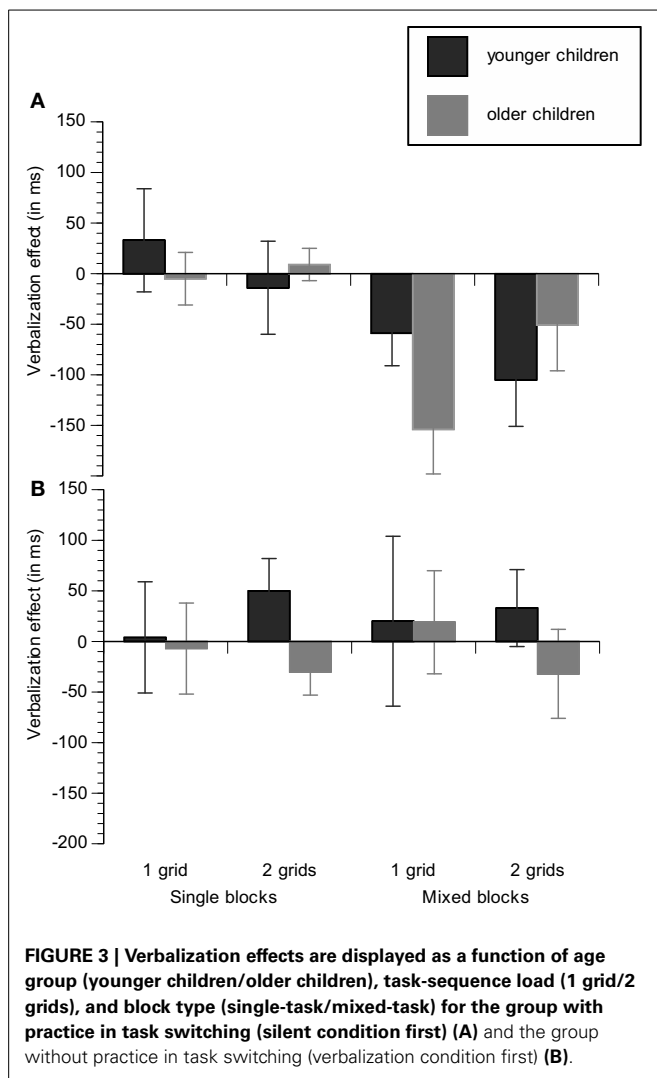 younger children
older children
A
Verbalization effect (in ms)
150
100
50
0
-50
-100
-150
B
Verbalization effect (in ms)
150
100
50
0
-50
-100
-150
-200
1 grid 2 grids 1 grid 2 grids
Single blocks Mixed blocks
FIGURE 3 | Verbalization effects are displayed as a function of age
group (younger children/older children), task-sequence load (1 grid/2
grids), and block type (single-task/mixed-task) for the group with
practice in task switching (silent condition first) (A) and the group
without practice in task switching (verbalization condition first) (B).